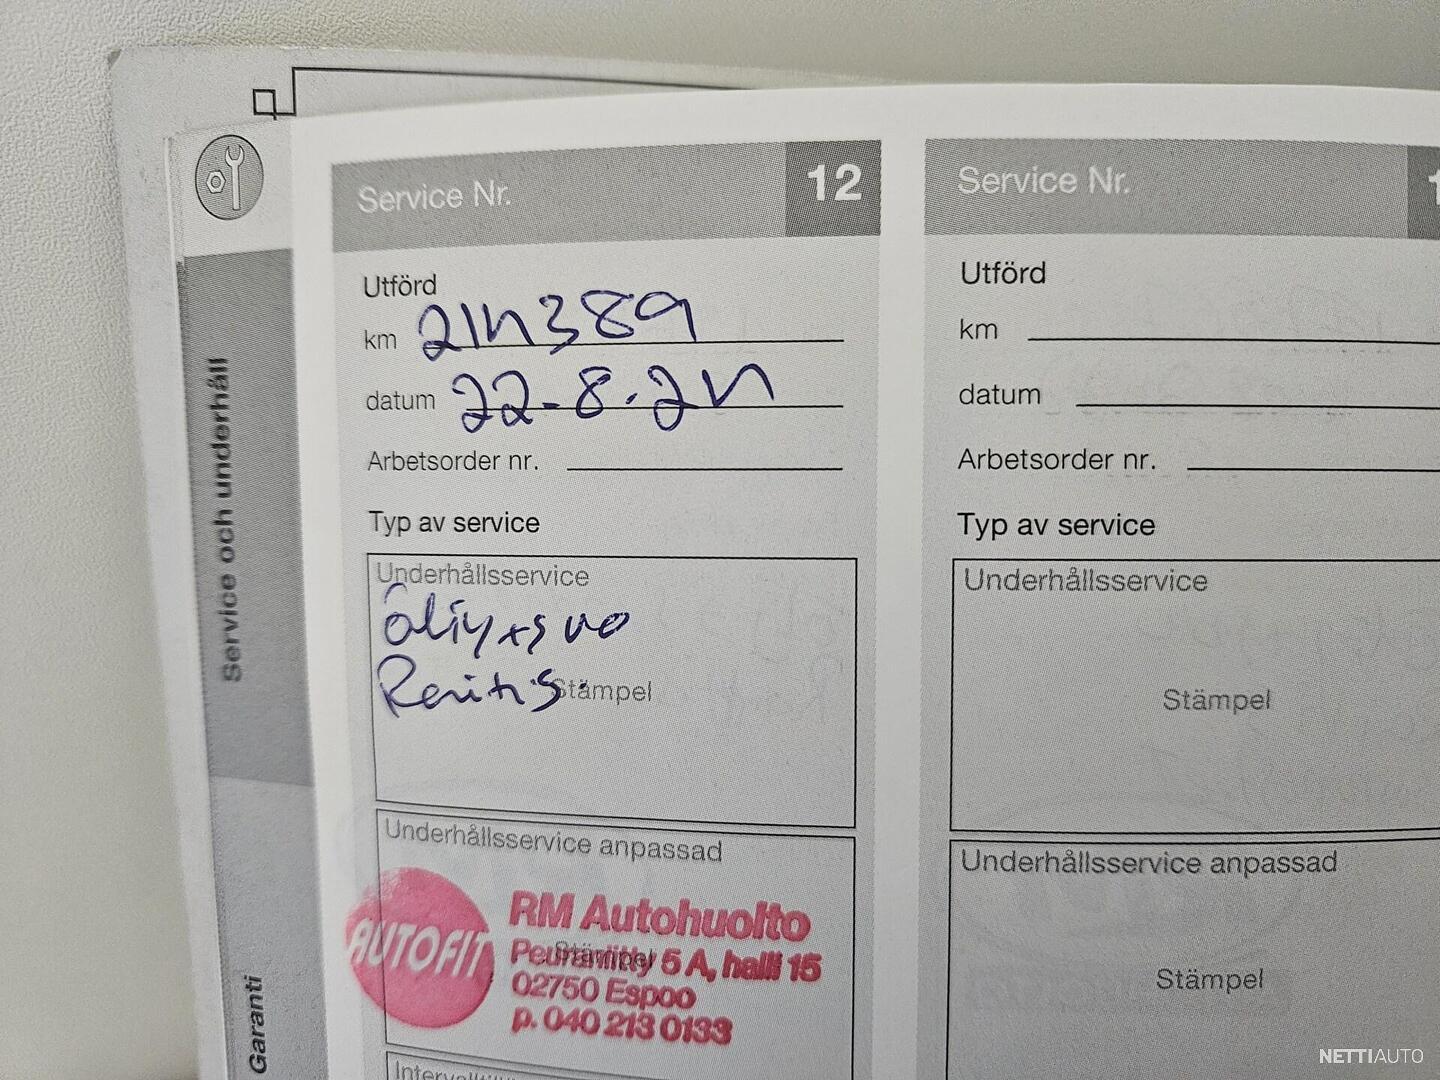 Service Nr. 12
Utförd
km 214389
datum 22-8.24
Arbetsorder nr.
Typ av service
Underhållsservice
Stämpel
Underhållsservice anpassad
AUTOFIT
RM Autohuolto
Peuraniitty 5 A, halli 15
Stämpel
02750 Espoo
p. 040 213 0133
Service Nr.
Utförd
km
datum
Arbetsorder nr.
Typ av service
Underhållsservice
Stämpel
Underhållsservice anpassad
Stämpel
Service och underhåll
Garanti
NETTIAUTO